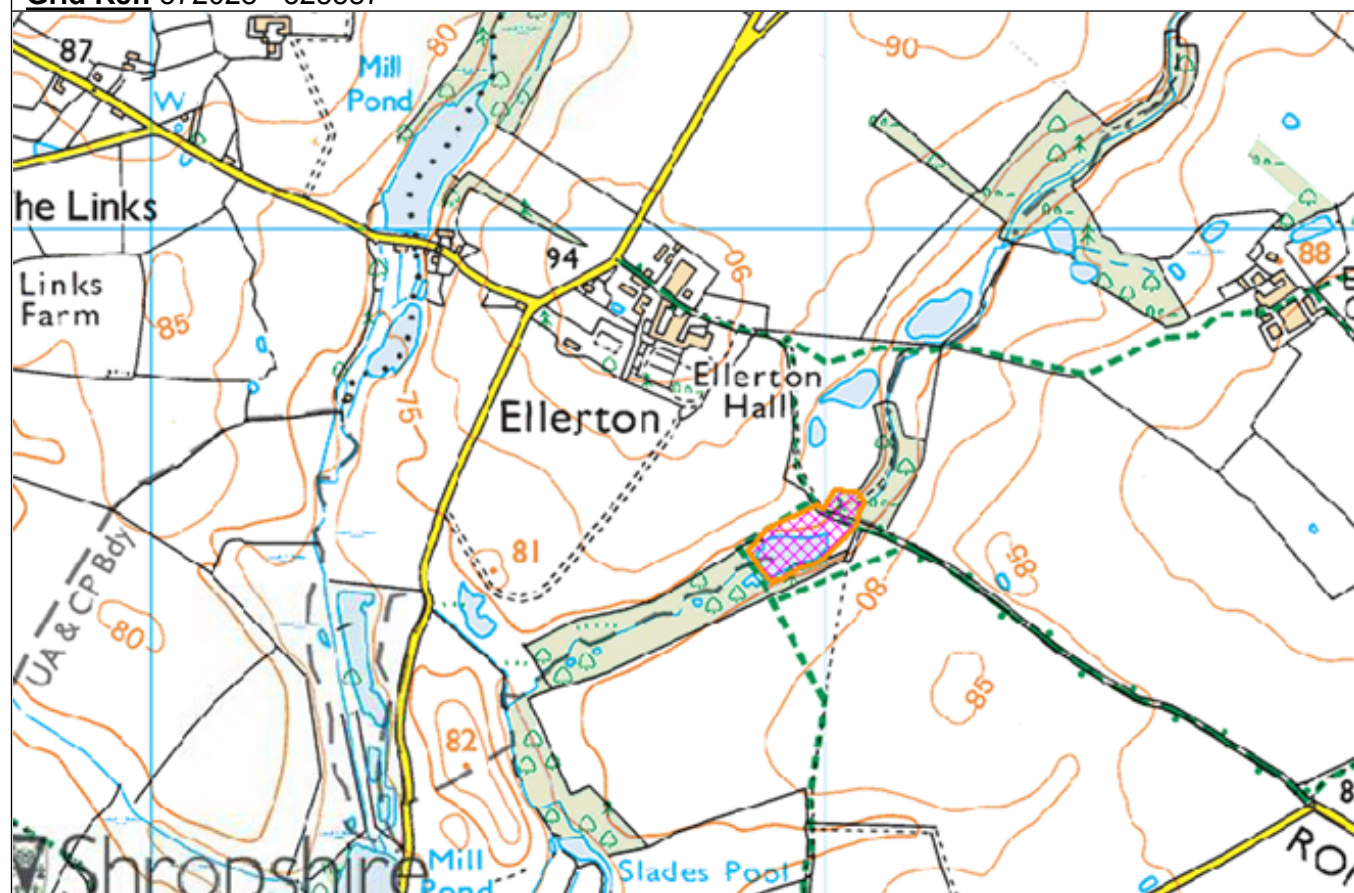 87
Mill
Pond
80
90
W
he Links
94
90
88
Links
Farm
85
75
Ellerton
Hall
Ellerton
81
85
80
UA & CP Bdy
80
85
82
8
Shropshire
Mill
Pond
Slades Pool